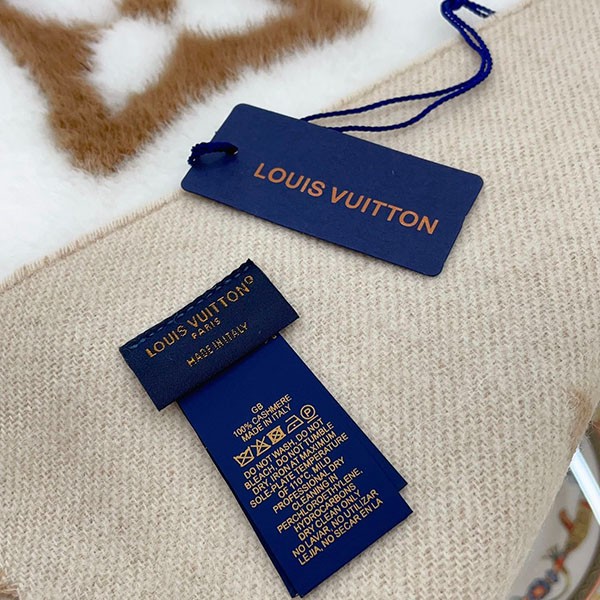 LOUIS VUITTON
LOUIS VUITTON®
PARIS
MADE IN ITALY
GB
100% CASHMERE
MADE IN ITALY
DO NOT WASH, DO NOT
BLEACH, DO NOT TUMBLE
DRY, IRON AT MAXIMUM
SOLE-PLATE TEMPERATURE
OF 110°C, MILD
PROFESSIONAL DRY
CLEANING IN
PERCHLOROETHYLENE,
HYDROCARBONS
DRY CLEAN ONLY
NO LAVAR, NO UTILIZAR
LEJIA, NO SECAR EN LA